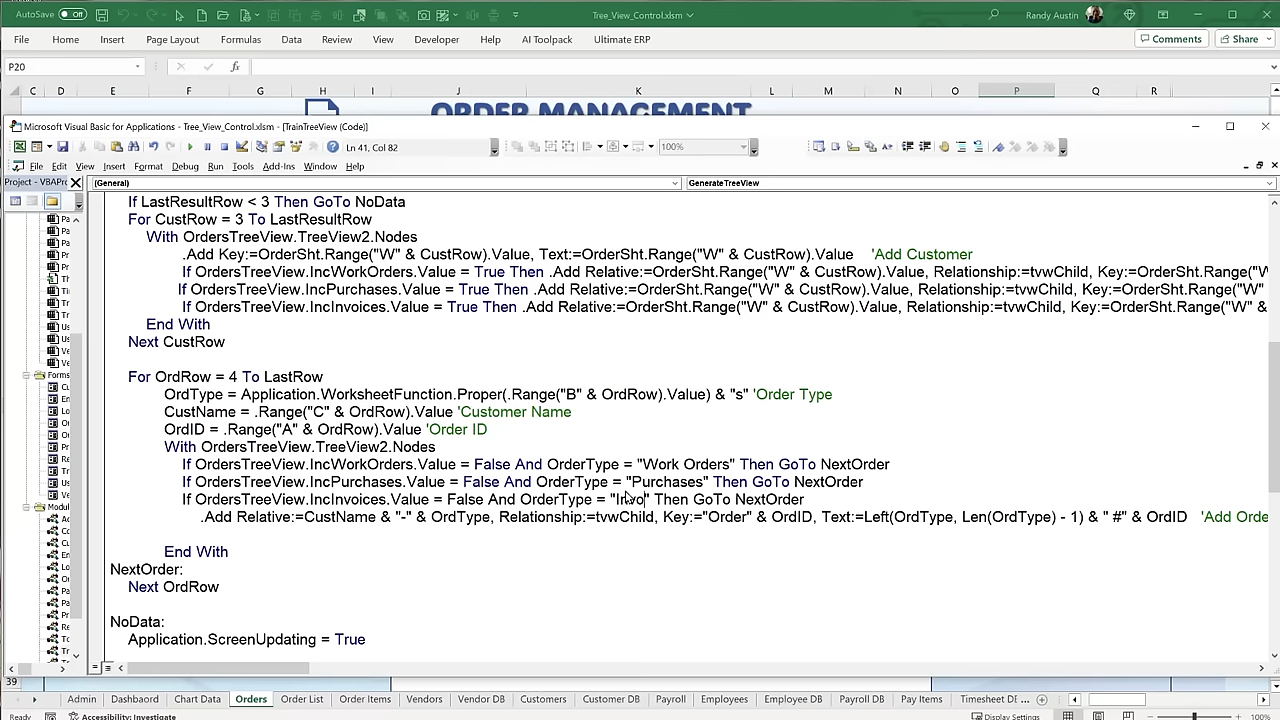 AutoSave Off Tree_View_Control.xlsm Randy Austin
File Home Insert Page Layout Formulas Data Review View Developer Help AI Toolpack Ultimate ERP Comments Share
P20 fx
C D E F G H I J K L M N O P Q R
ORDER MANAGEMENT
Microsoft Visual Basic for Applications - Tree_View_Control.xlsm - [TrainTreeView (Code)]
Ln 41, Col 82 100%
File Edit View Insert Format Debug Run Tools Add-Ins Window Help
Project - VBAPro (General) GenerateTreeView
If LastResultRow < 3 Then GoTo NoData
For CustRow = 3 To LastResultRow
With OrdersTreeView.TreeView2.Nodes
.Add Key:=OrderSht.Range("W" & CustRow).Value, Text:=OrderSht.Range("W" & CustRow).Value 'Add Customer
If OrdersTreeView.IncWorkOrders.Value = True Then .Add Relative:=OrderSht.Range("W" & CustRow).Value, Relationship:=tvwChild, Key:=OrderSht.Range("W
If OrdersTreeView.IncPurchases.Value = True Then .Add Relative:=OrderSht.Range("W" & CustRow).Value, Relationship:=tvwChild, Key:=OrderSht.Range("W"
If OrdersTreeView.IncInvoices.Value = True Then .Add Relative:=OrderSht.Range("W" & CustRow).Value, Relationship:=tvwChild, Key:=OrderSht.Range("W" &
End With
Next CustRow
For OrdRow = 4 To LastRow
OrdType = Application.WorksheetFunction.Proper(.Range("B" & OrdRow).Value) & "s" 'Order Type
CustName = .Range("C" & OrdRow).Value 'Customer Name
OrdID = .Range("A" & OrdRow).Value 'Order ID
With OrdersTreeView.TreeView2.Nodes
If OrdersTreeView.IncWorkOrders.Value = False And OrderType = "Work Orders" Then GoTo NextOrder
If OrdersTreeView.IncPurchases.Value = False And OrderType = "Purchases" Then GoTo NextOrder
If OrdersTreeView.IncInvoices.Value = False And OrderType = "Invo" Then GoTo NextOrder
.Add Relative:=CustName & "-" & OrdType, Relationship:=tvwChild, Key:="Order" & OrdID, Text:=Left(OrdType, Len(OrdType) - 1) & " #" & OrdID 'Add Orde
End With
NextOrder:
Next OrdRow
NoData:
Application.ScreenUpdating = True
Forms
Modul
39
Admin Dashbaord Chart Data Orders Order List Order Items Vendors Vendor DB Customers Customer DB Payroll Employees Employee DB Payroll DB Pay Items Timesheet DE ...
Ready Accessibility: Investigate Display Settings 100%